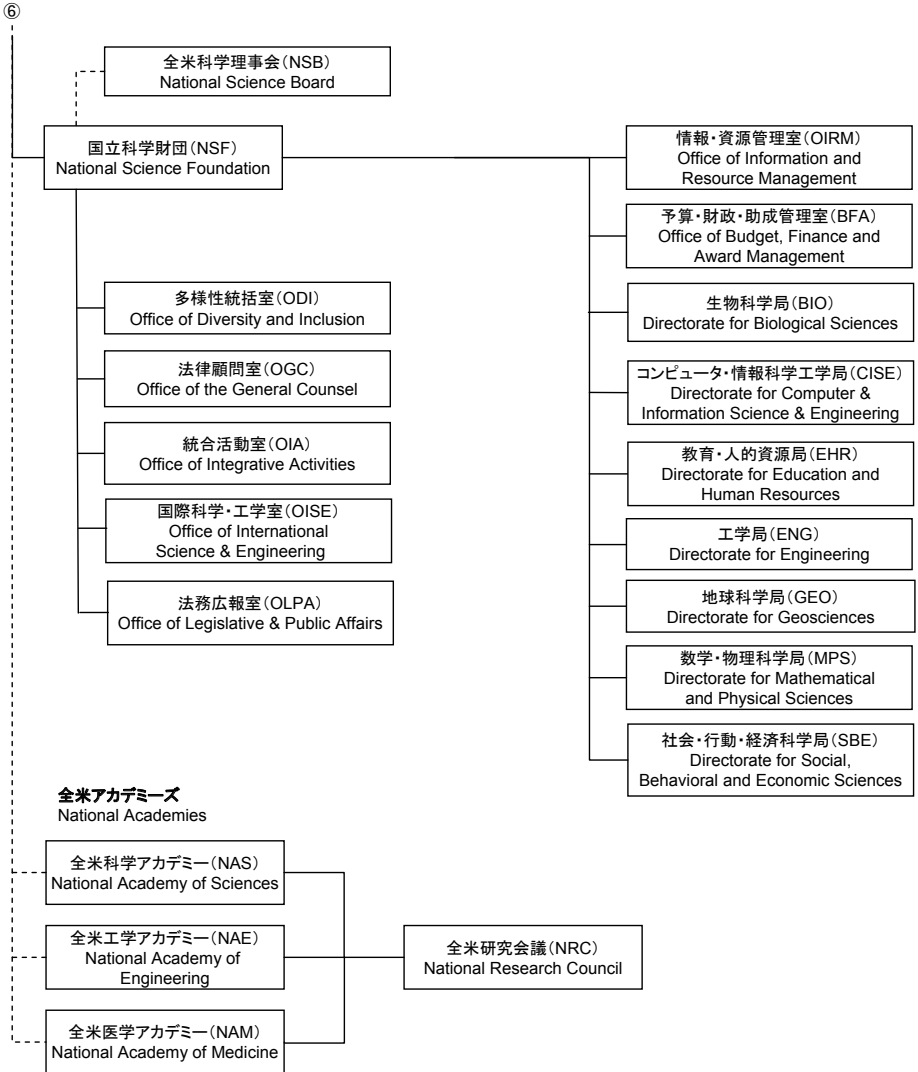 ⑥
全米科学理事会(NSB)
National Science Board
国立科学財団(NSF)
National Science Foundation
多様性統括室(ODI)
Office of Diversity and Inclusion
法律顧問室(OGC)
Office of the General Counsel
統合活動室(OIA)
Office of Integrative Activities
国際科学・工学室(OISE)
Office of International
Science & Engineering
法務広報室(OLPA)
Office of Legislative & Public Affairs
情報・資源管理室(OIRM)
Office of Information and
Resource Management
予算・財政・助成管理室(BFA)
Office of Budget, Finance and
Award Management
生物科学局(BIO)
Directorate for Biological Sciences
コンピュータ・情報科学工学局(CISE)
Directorate for Computer &
Information Science & Engineering
教育・人的資源局(EHR)
Directorate for Education and
Human Resources
工学局(ENG)
Directorate for Engineering
地球科学局(GEO)
Directorate for Geosciences
数学・物理科学局(MPS)
Directorate for Mathematical
and Physical Sciences
社会・行動・経済科学局(SBE)
Directorate for Social,
Behavioral and Economic Sciences
全米アカデミーズ
National Academies
全米科学アカデミー(NAS)
National Academy of Sciences
全米工学アカデミー(NAE)
National Academy of
Engineering
全米医学アカデミー(NAM)
National Academy of Medicine
全米研究会議(NRC)
National Research Council